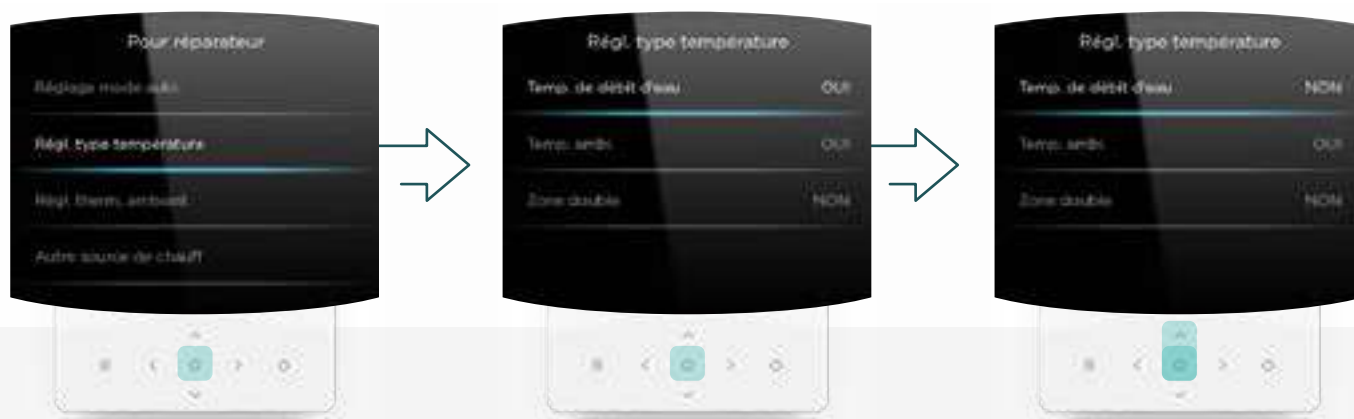 Pour réparateur
Réglage mode auto
Régl. type température
Régl. therm. ambiant
Autre source de chauff
Régl. type température
Temp. de débit d'eau OUI
Temp. amb. OUI
Zone double NON
Régl. type température
Temp. de débit d'eau NON
Temp. amb. OUI
Zone double NON